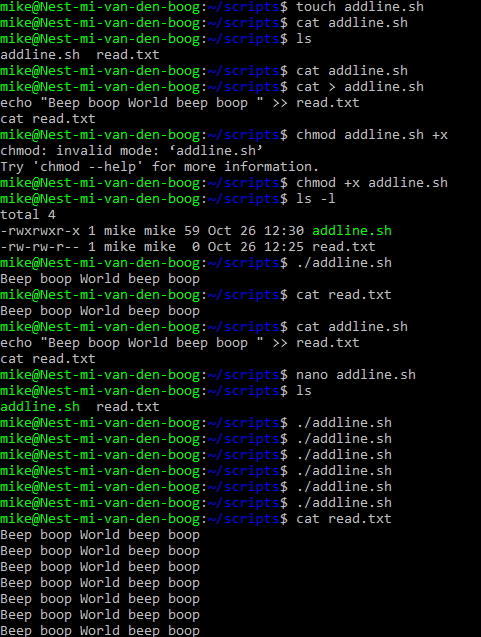 mike@Nest-mi-van-den-boog:~/scripts$ touch addline.sh
mike@Nest-mi-van-den-boog:~/scripts$ cat addline.sh
mike@Nest-mi-van-den-boog:~/scripts$ ls
addline.sh  read.txt
mike@Nest-mi-van-den-boog:~/scripts$ cat addline.sh
mike@Nest-mi-van-den-boog:~/scripts$ cat > addline.sh
echo "Beep boop World beep boop " >> read.txt
cat read.txt
mike@Nest-mi-van-den-boog:~/scripts$ chmod addline.sh +x
chmod: invalid mode: ‘addline.sh’
Try 'chmod --help' for more information.
mike@Nest-mi-van-den-boog:~/scripts$ chmod +x addline.sh
mike@Nest-mi-van-den-boog:~/scripts$ ls -l
total 4
-rwxrwxr-x 1 mike mike 59 Oct 26 12:30 addline.sh
-rw-rw-r-- 1 mike mike  0 Oct 26 12:25 read.txt
mike@Nest-mi-van-den-boog:~/scripts$ ./addline.sh
Beep boop World beep boop
mike@Nest-mi-van-den-boog:~/scripts$ cat read.txt
Beep boop World beep boop
mike@Nest-mi-van-den-boog:~/scripts$ cat addline.sh
echo "Beep boop World beep boop " >> read.txt
cat read.txt
mike@Nest-mi-van-den-boog:~/scripts$ nano addline.sh
mike@Nest-mi-van-den-boog:~/scripts$ ls
addline.sh  read.txt
mike@Nest-mi-van-den-boog:~/scripts$ ./addline.sh
mike@Nest-mi-van-den-boog:~/scripts$ ./addline.sh
mike@Nest-mi-van-den-boog:~/scripts$ ./addline.sh
mike@Nest-mi-van-den-boog:~/scripts$ ./addline.sh
mike@Nest-mi-van-den-boog:~/scripts$ ./addline.sh
mike@Nest-mi-van-den-boog:~/scripts$ ./addline.sh
mike@Nest-mi-van-den-boog:~/scripts$ cat read.txt
Beep boop World beep boop
Beep boop World beep boop
Beep boop World beep boop
Beep boop World beep boop
Beep boop World beep boop
Beep boop World beep boop
Beep boop World beep boop